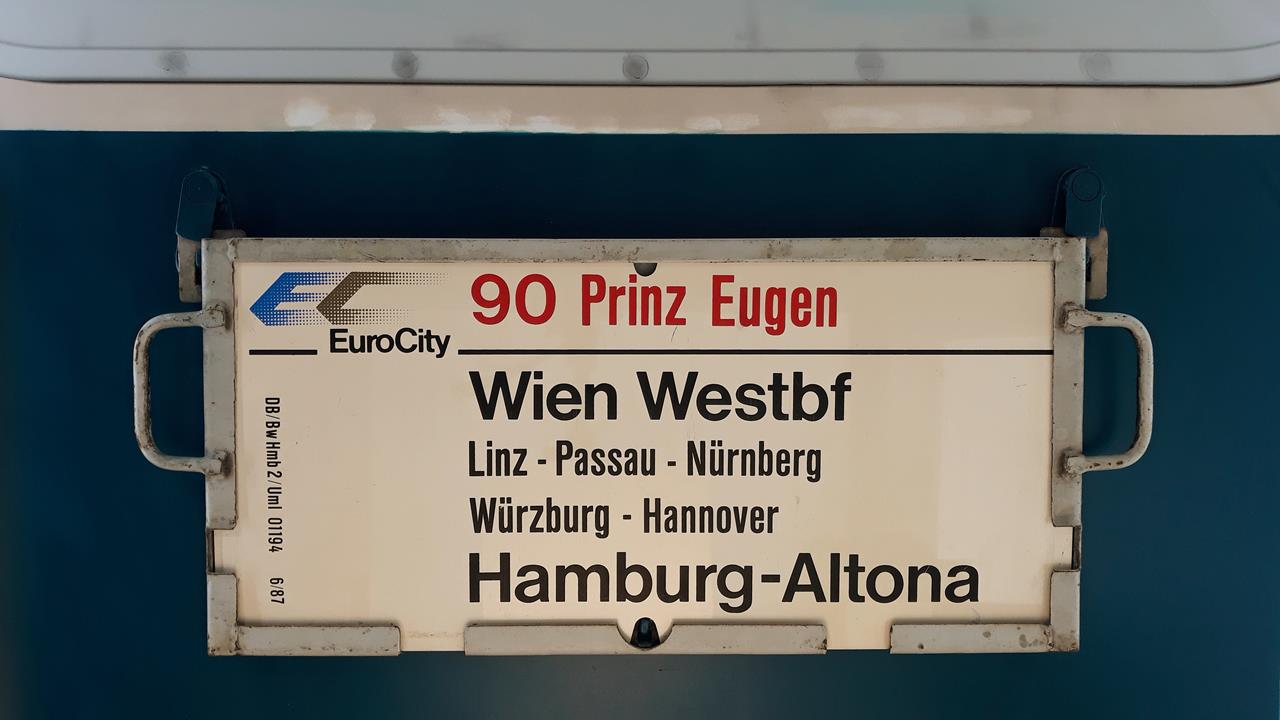 90 Prinz Eugen
EuroCity
Wien Westbf
Linz - Passau - Nürnberg
Würzburg - Hannover
Hamburg-Altona
DB/Bw Hmb 2/Uml 01194 6/87